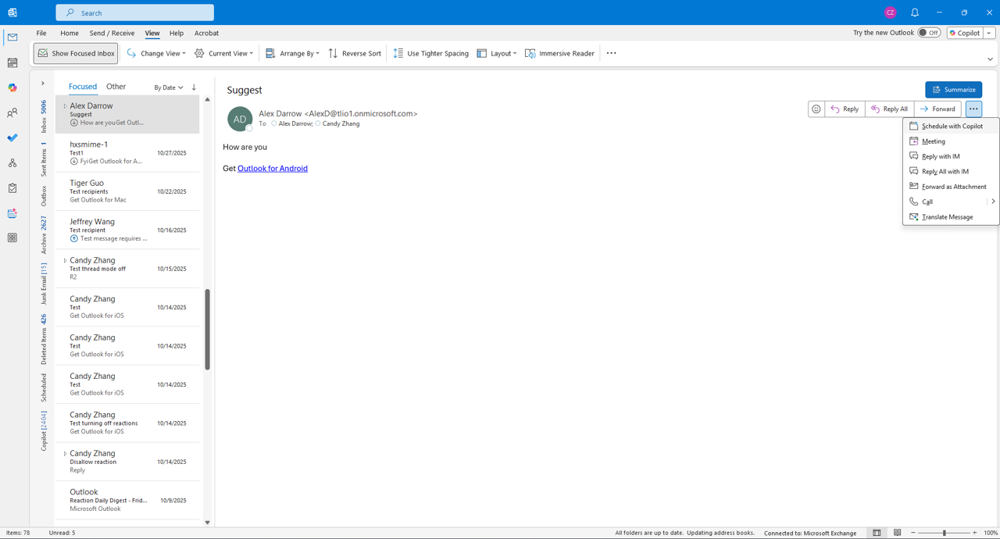 Search
CZ
File Home Send / Receive View Help Acrobat
Try the new Outlook Off Copilot
Show Focused Inbox Change View Current View Arrange By Reverse Sort Use Tighter Spacing Layout Immersive Reader ...
Inbox 5006
Sent Items 1
Outbox
Archive 2627
Junk Email [15]
Deleted Items 426
Scheduled
Copilot [2404]
Focused Other By Date
Alex Darrow
Suggest
How are youGet Outl...
hxsmime-1
Test1 10/27/2025
FyiGet Outlook for A...
Tiger Guo
Test recipients 10/22/2025
Get Outlook for Mac
Jeffrey Wang
Test recipient 10/16/2025
Test message requires ...
Candy Zhang
Test thread mode off 10/15/2025
R2
Candy Zhang
Test 10/14/2025
Get Outlook for iOS
Candy Zhang
Test 10/14/2025
Get Outlook for iOS
Candy Zhang
Test 10/14/2025
Get Outlook for iOS
Candy Zhang
Test turning off reactions 10/14/2025
Get Outlook for iOS
Candy Zhang
Disallow reaction 10/14/2025
Reply
Outlook
Reaction Daily Digest - Frid... 10/9/2025
Microsoft Outlook
Suggest
Summarize
AD
Alex Darrow <AlexD@tlio1.onmicrosoft.com>
To Alex Darrow; Candy Zhang
Reply Reply All Forward ...
How are you
Get Outlook for Android
Schedule with Copilot
Meeting
Reply with IM
Reply All with IM
Forward as Attachment
Call
Translate Message
Items: 78 Unread: 5 All folders are up to date. Updating address books. Connected to: Microsoft Exchange 100%